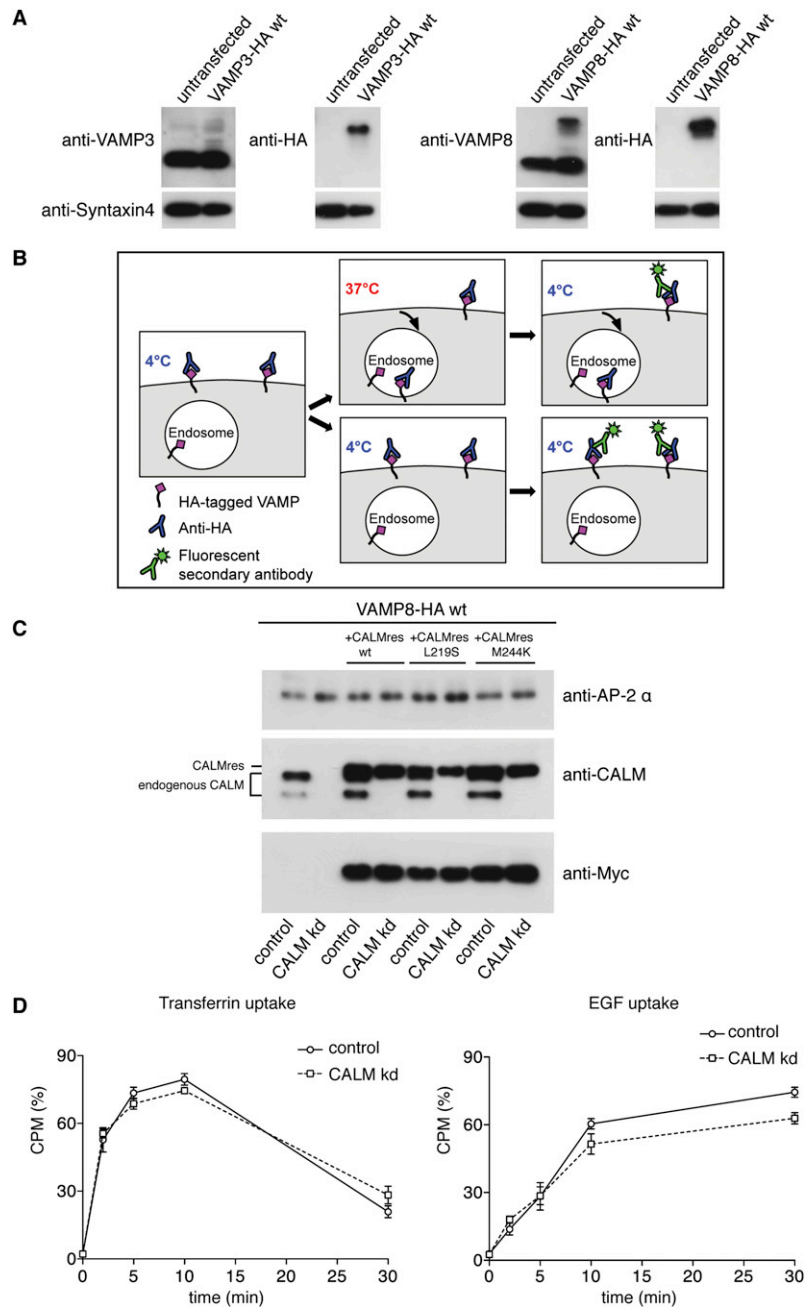 A
untransfected
VAMP3-HA wt
untransfected
VAMP3-HA wt
untransfected
VAMP8-HA wt
untransfected
VAMP8-HA wt
anti-VAMP3
anti-HA
anti-VAMP8
anti-HA
anti-Syntaxin4
B
4°C
Endosome
37°C
Endosome
4°C
Endosome
4°C
Endosome
4°C
Endosome
HA-tagged VAMP
Anti-HA
Fluorescent
secondary antibody
C
VAMP8-HA wt
+CALMres
wt
+CALMres
L219S
+CALMres
M244K
anti-AP-2 α
CALMres
endogenous CALM
anti-CALM
anti-Myc
control
CALM kd
control
CALM kd
control
CALM kd
control
CALM kd
D
Transferrin uptake
control
CALM kd
CPM (%)
90
60
30
0
0 5 10 15 20 25 30
time (min)
EGF uptake
control
CALM kd
CPM (%)
90
60
30
0
0 5 10 15 20 25 30
time (min)